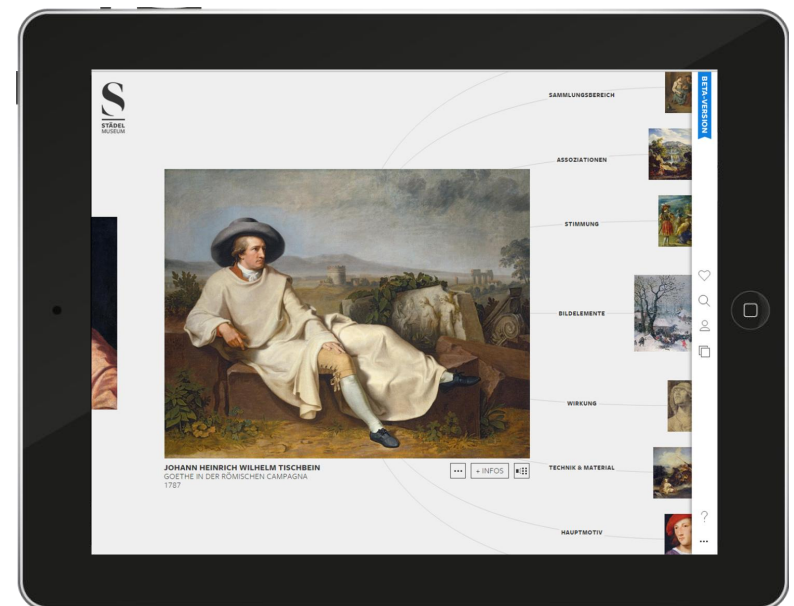 STÄDEL
MUSEUM
SAMMLUNGSBEREICH
ASSOZIATIONEN
STIMMUNG
BILDELEMENTE
WIRKUNG
TECHNIK & MATERIAL
HAUPTMOTIV
BETA-VERSION
JOHANN HEINRICH WILHELM TISCHBEIN
GOETHE IN DER RÖMISCHEN CAMPAGNA
1787
+ INFOS
?